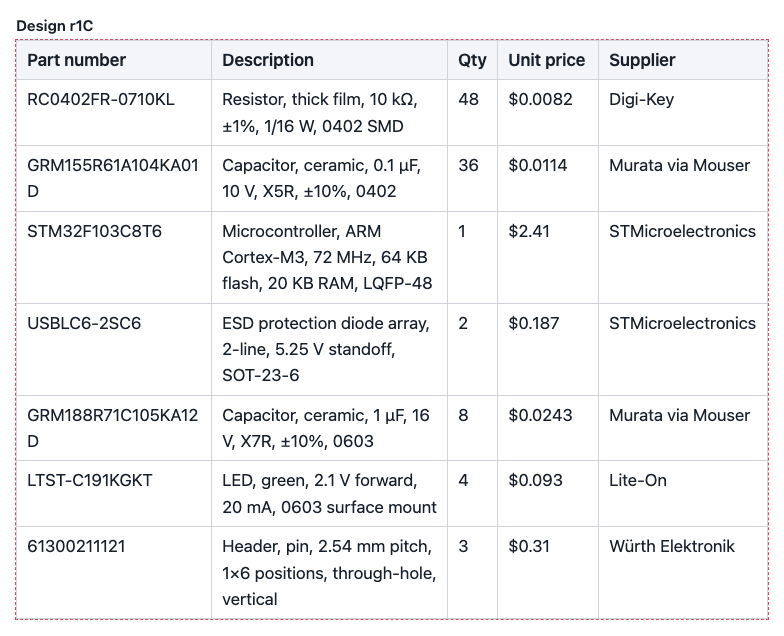 Design r1C
Part number Description Qty Unit price Supplier
RC0402FR-0710KL Resistor, thick film, 10 kΩ, 48 $0.0082 Digi-Key
±1%, 1/16 W, 0402 SMD
GRM155R61A104KA01 Capacitor, ceramic, 0.1 µF, 36 $0.0114 Murata via Mouser
D 10 V, X5R, ±10%, 0402
STM32F103C8T6 Microcontroller, ARM 1 $2.41 STMicroelectronics
Cortex-M3, 72 MHz, 64 KB
flash, 20 KB RAM, LQFP-48
USBLC6-2SC6 ESD protection diode array, 2 $0.187 STMicroelectronics
2-line, 5.25 V standoff,
SOT-23-6
GRM188R71C105KA12 Capacitor, ceramic, 1 µF, 16 8 $0.0243 Murata via Mouser
D V, X7R, ±10%, 0603
LTST-C191KGKT LED, green, 2.1 V forward, 4 $0.093 Lite-On
20 mA, 0603 surface mount
61300211121 Header, pin, 2.54 mm pitch, 3 $0.31 Würth Elektronik
1×6 positions, through-hole,
vertical